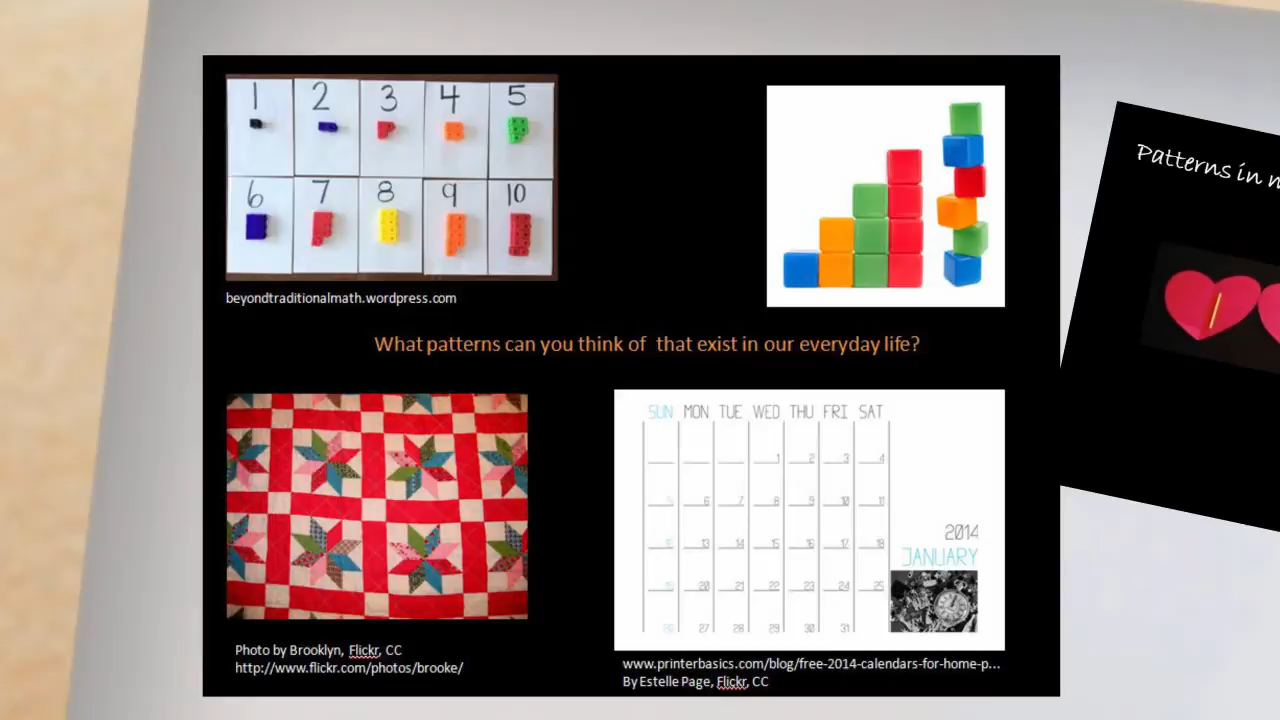 1 2 3 4 5
6 7 8 9 10
beyondtraditionalmath.wordpress.com
Patterns in
What patterns can you think of that exist in our everyday life?
SUN MON TUE WED THU FRI SAT
1 2 3 4
5 6 7 8 9 10 11
12 13 14 15 16 17 18
19 20 21 22 23 24 25
26 27 28 29 30 31
2014
JANUARY
Photo by Brooklyn, Flickr, CC
http://www.flickr.com/photos/brooke/
www.printerbasics.com/blog/free-2014-calendars-for-home-p...
By Estelle Page, Flickr, CC